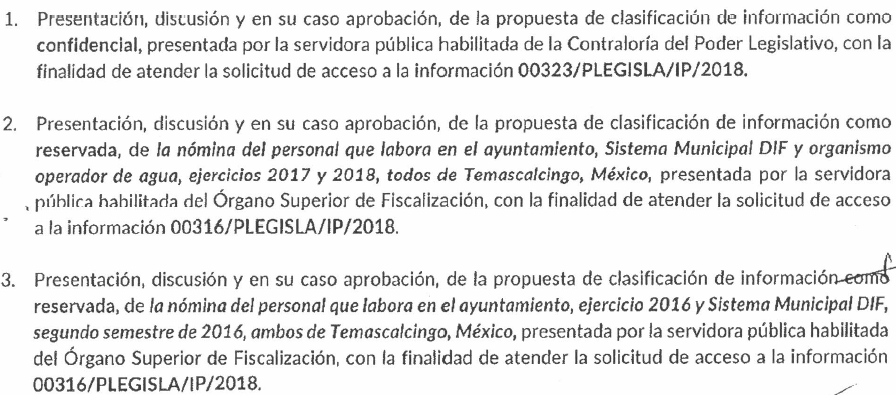 1. Presentación, discusión y en su caso aprobación, de la propuesta de clasificación de información como
confidencial, presentada por la servidora pública habilitada de la Contraloría del Poder Legislativo, con la
finalidad de atender la solicitud de acceso a la información 00323/PLEGISLA/IP/2018.
2. Presentación, discusión y en su caso aprobación, de la propuesta de clasificación de información como
reservada, de la nómina del personal que labora en el ayuntamiento, Sistema Municipal DIF y organismo
operador de agua, ejercicios 2017 y 2018, todos de Temascalcingo, México, presentada por la servidora
pública habilitada del Órgano Superior de Fiscalización, con la finalidad de atender la solicitud de acceso
a la información 00316/PLEGISLA/IP/2018.
3. Presentación, discusión y en su caso aprobación, de la propuesta de clasificación de información como
reservada, de la nómina del personal que labora en el ayuntamiento, ejercicio 2016 y Sistema Municipal DIF,
segundo semestre de 2016, ambos de Temascalcingo, México, presentada por la servidora pública habilitada
del Órgano Superior de Fiscalización, con la finalidad de atender la solicitud de acceso a la información
00316/PLEGISLA/IP/2018.